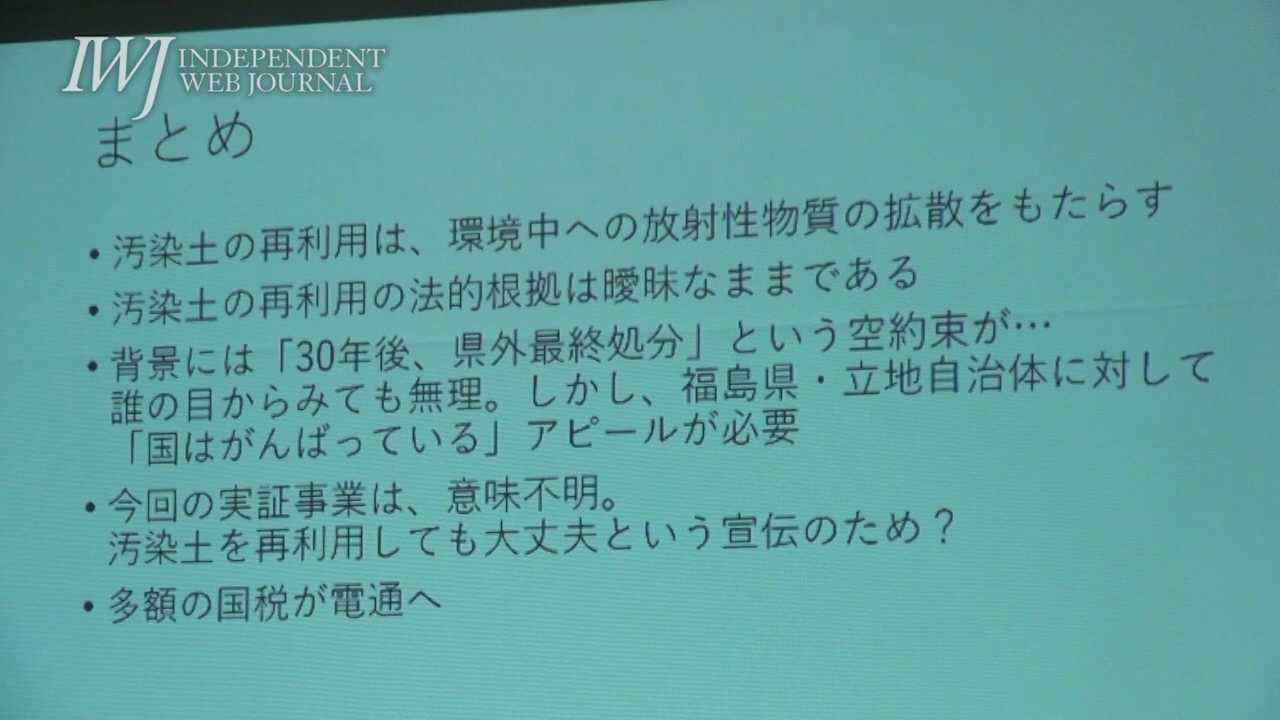 IWJ INDEPENDENT
WEB JOURNAL
まとめ
• 汚染土の再利用は、環境中への放射性物質の拡散をもたらす
• 汚染土の再利用の法的根拠は曖昧なままである
• 背景には「30年後、県外最終処分」という空約束が…
誰の目からみても無理。しかし、福島県・立地自治体に対して
「国はがんばっている」アピールが必要
• 今回の実証事業は、意味不明。
汚染土を再利用しても大丈夫という宣伝のため？
• 多額の国税が電通へ